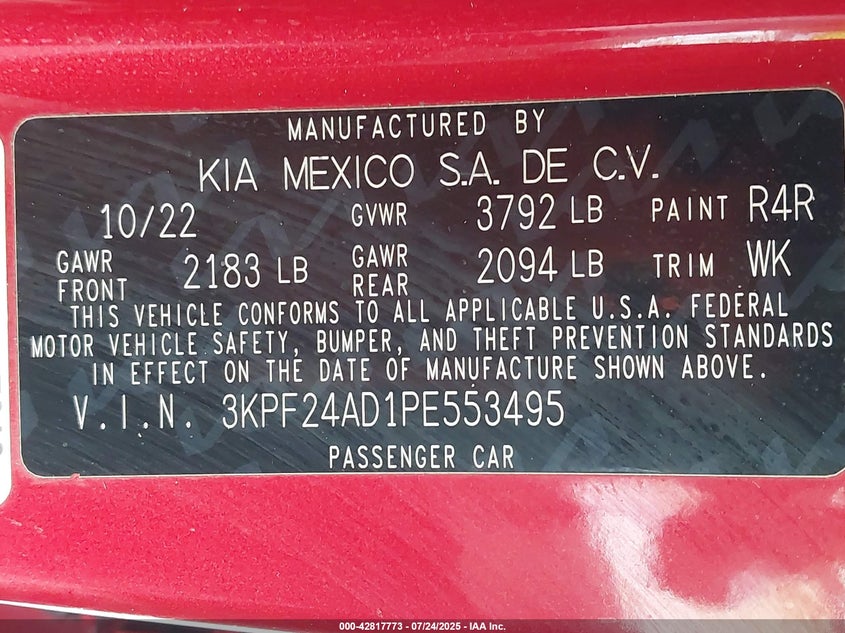 MANUFACTURED BY
KIA MEXICO S.A. DE C.V.
10/22 GVWR 3792 LB PAINT R4R
GAWR FRONT 2183 LB GAWR REAR 2094 LB TRIM WK
THIS VEHICLE CONFORMS TO ALL APPLICABLE U.S.A. FEDERAL
MOTOR VEHICLE SAFETY, BUMPER, AND THEFT PREVENTION STANDARDS
IN EFFECT ON THE DATE OF MANUFACTURE SHOWN ABOVE.
V.I.N. 3KPF24AD1PE553495
PASSENGER CAR
000-42817773 - 07/24/2025 - IAA Inc.